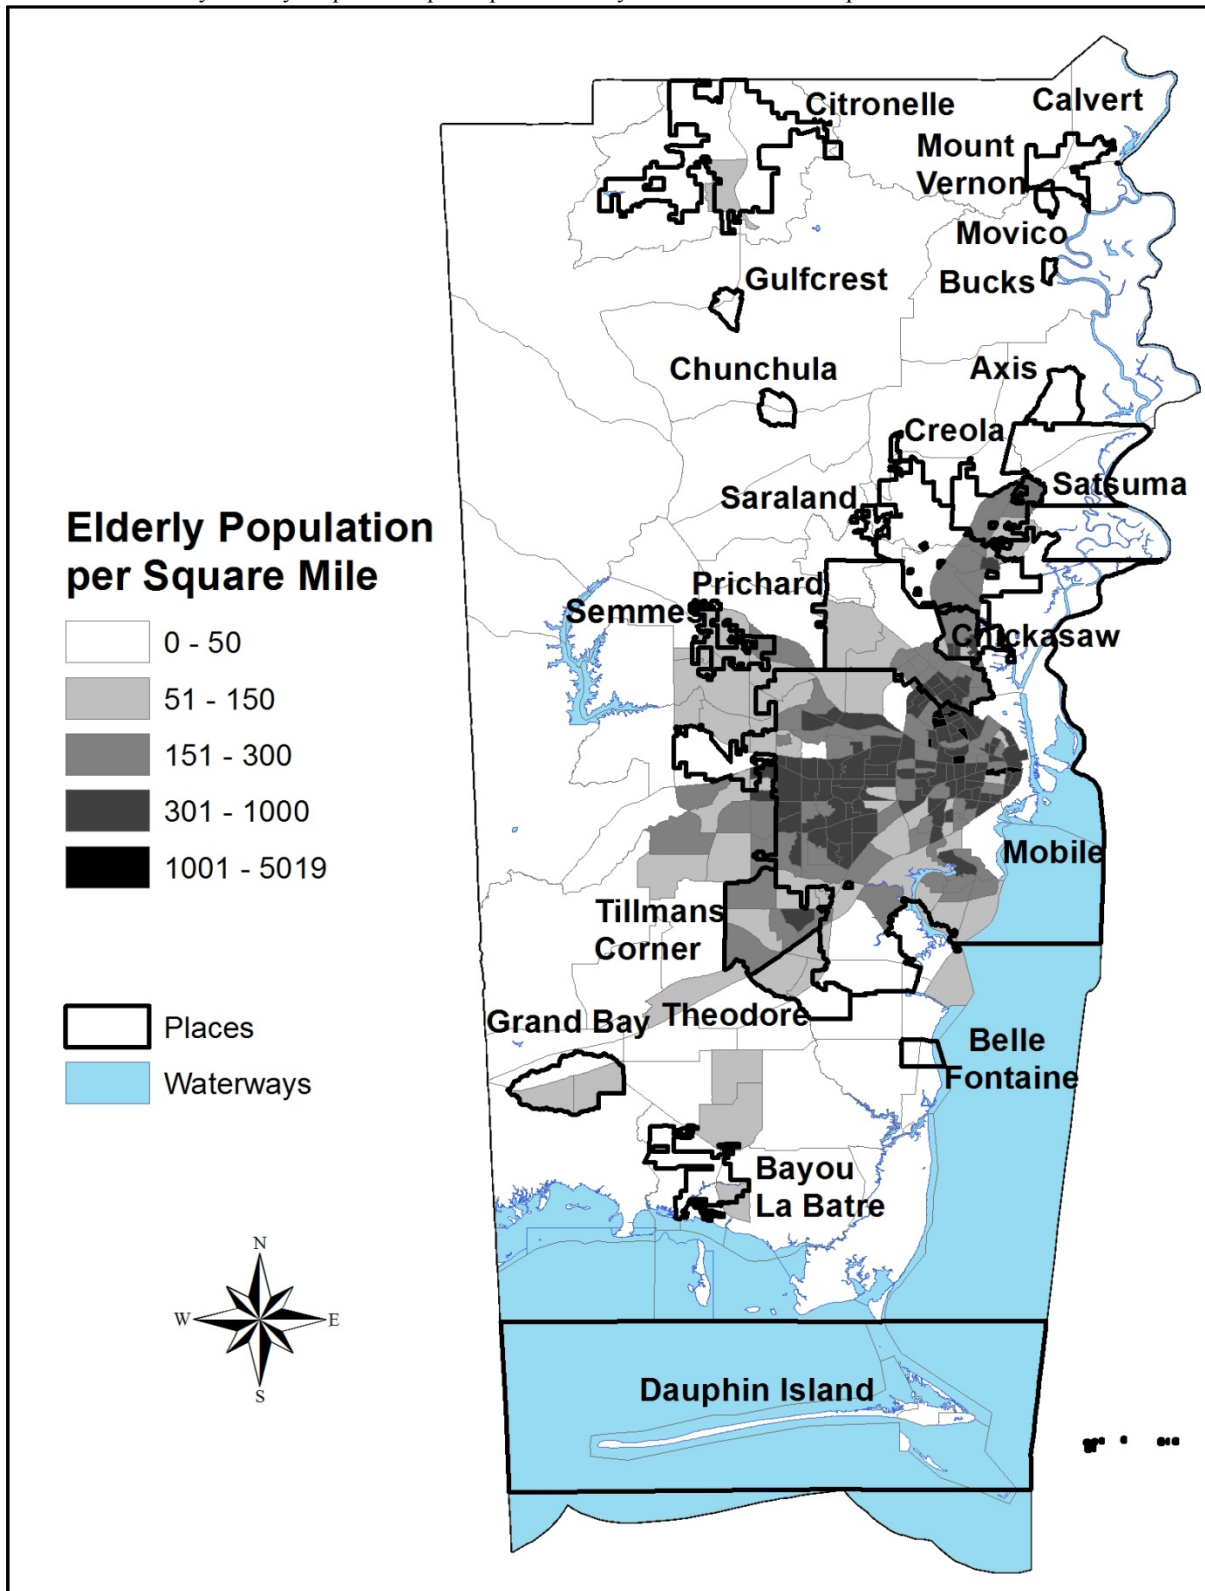 Citronelle
Calvert
Mount
Vernon
Movico
Gulfcrest
Bucks
Chunchula
Axis
Creola
Saraland
Satsuma
Elderly Population
per Square Mile
0 - 50
51 - 150
151 - 300
301 - 1000
1001 - 5019
Prichard
Semmes
Chickasaw
Mobile
Tillmans
Corner
Places
Waterways
Grand Bay
Theodore
Belle
Fontaine
Bayou
La Batre
N
W
E
S
Dauphin Island